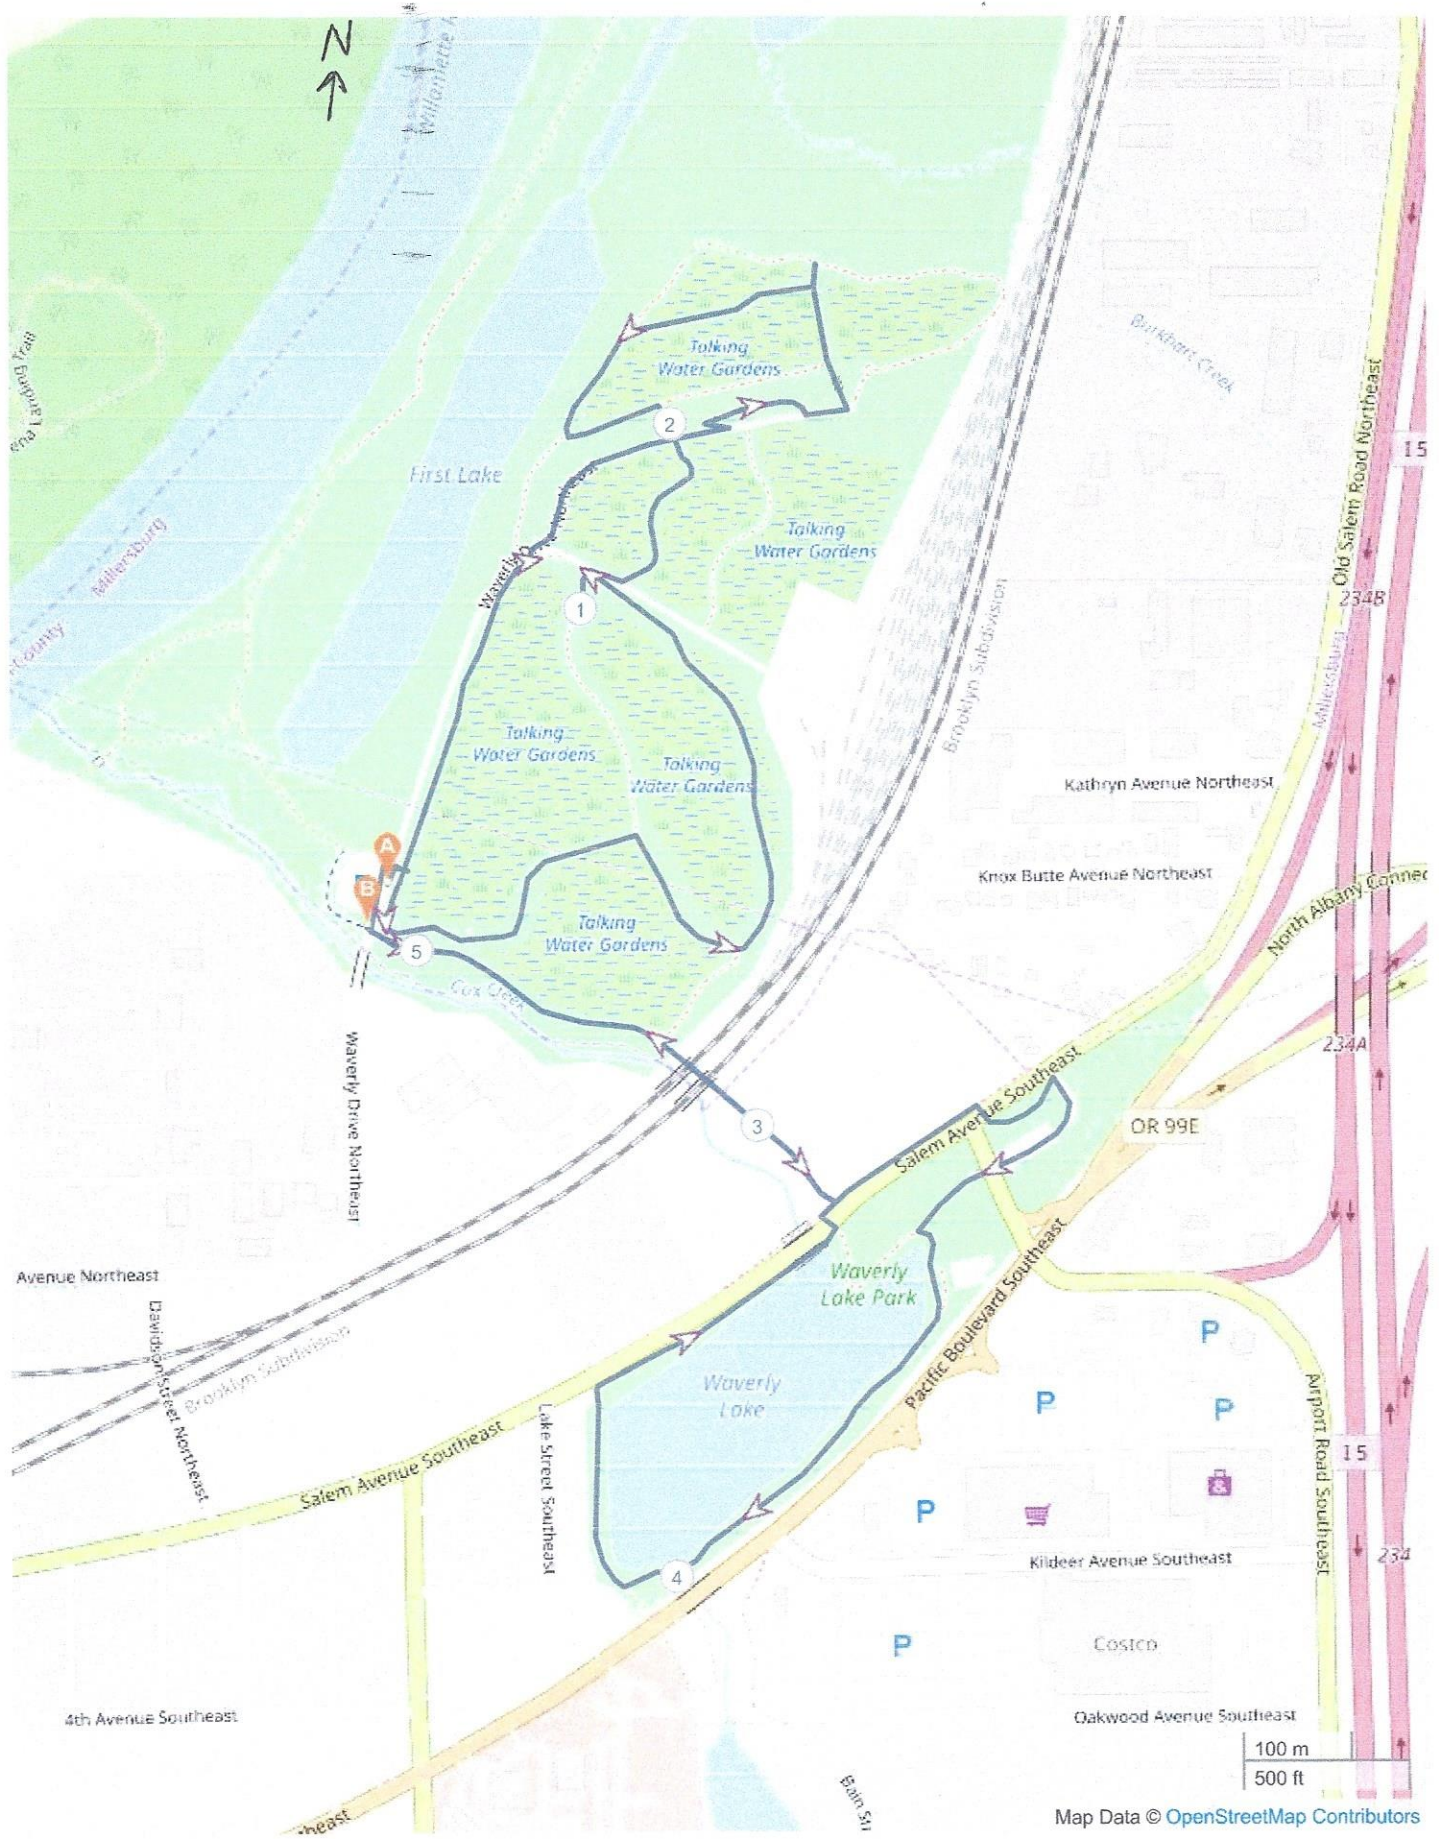 N
Willamette
Talking
Water Gardens
Burkhart Creek
Old Salem Road Northeast
15
2
First Lake
Talking
Water Gardens
Millersburg
County
1
234B
Millersburg
Brooklyn Subdivision
Talking
Water Gardens
Talking
Water Gardens
Kathryn Avenue Northeast
A
B
Knox Butte Avenue Northeast
North Albany
Talking
Water Gardens
5
Cox Creek
Waverly Drive Northeast
234A
Salem Avenue Southeast
3
OR 99E
Avenue Northeast
Waverly
Lake Park
Davidson Street Northeast
Brooklyn Subdivision
Pacific Boulevard Southeast
P
Waverly
Lake
P
P
Airport Road Southeast
Lake Street Southeast
Salem Avenue Southeast
15
P
Kildeer Avenue Southeast
234
4
P
Costco
4th Avenue Southeast
Oakwood Avenue Southeast
100 m
500 ft
Map Data © OpenStreetMap Contributors